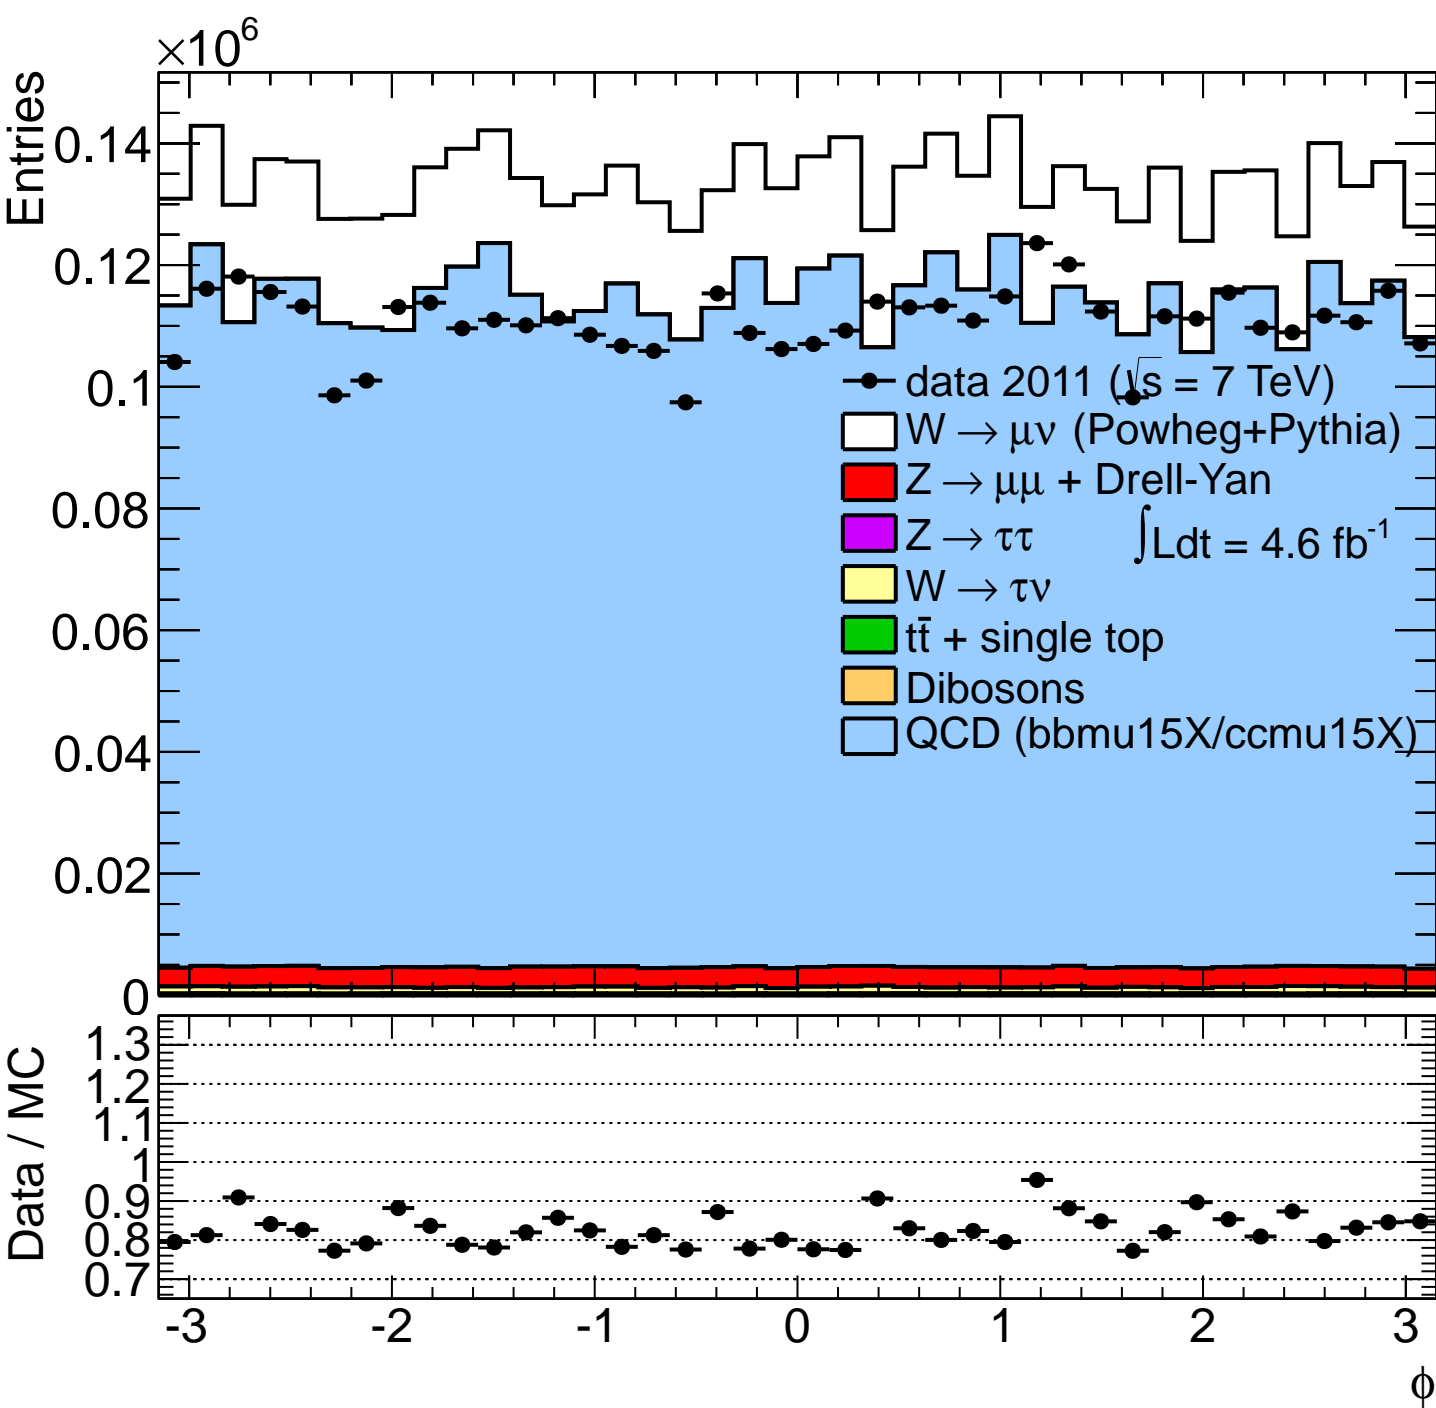 ×10⁶
Entries
0.14
0.12
0.1
0.08
0.06
0.04
0.02
0
data 2011 (√s = 7 TeV)
W → μν (Powheg+Pythia)
Z → μμ + Drell-Yan
Z → ττ
∫Ldt = 4.6 fb⁻¹
W → τν
tt̄ + single top
Dibosons
QCD (bbmu15X/ccmu15X)
Data / MC
1.3
1.2
1.1
1
0.9
0.8
0.7
-3 -2 -1 0 1 2 3
ϕ